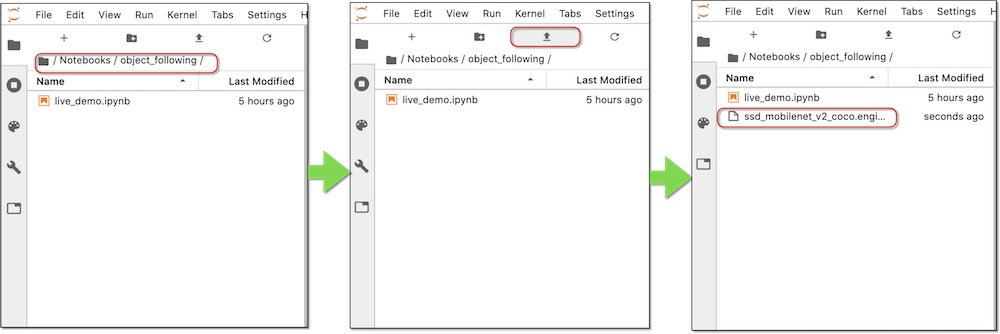 File Edit View Run Kernel Tabs Settings H
/ Notebooks / object_following /
Name Last Modified
live_demo.ipynb 5 hours ago
File Edit View Run Kernel Tabs Settings
/ Notebooks / object_following /
Name Last Modified
live_demo.ipynb 5 hours ago
File Edit View Run Kernel Tabs Settings H
/ Notebooks / object_following /
Name Last Modified
live_demo.ipynb 5 hours ago
ssd_mobilenet_v2_coco.engi... seconds ago